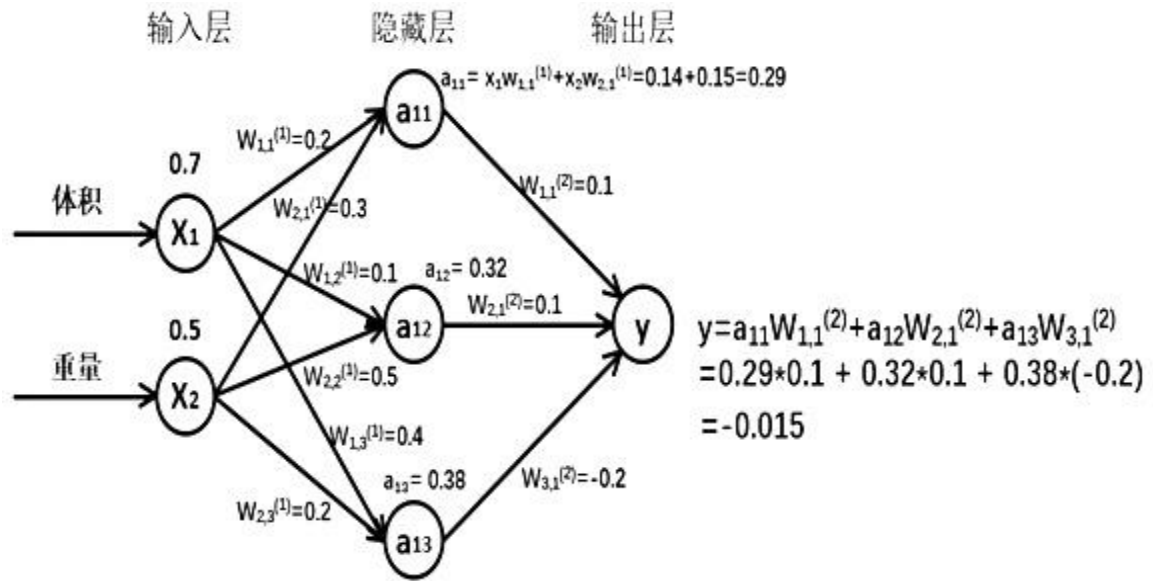 输入层 隐藏层 输出层
a₁₁= x₁w₁,₁⁽¹⁾+x₂w₂,₁⁽¹⁾=0.14+0.15=0.29
a11
W₁,₁⁽¹⁾=0.2
0.7
体积
X1
W₂,₁⁽¹⁾=0.3
W₁,₁⁽²⁾=0.1
W₁,₂⁽¹⁾=0.1
a₁₂= 0.32
W₂,₁⁽²⁾=0.1
0.5
a12
y
y=a₁₁W₁,₁⁽²⁾+a₁₂W₂,₁⁽²⁾+a₁₃W₃,₁⁽²⁾
=0.29*0.1 + 0.32*0.1 + 0.38*(-0.2)
=-0.015
重量
X2
W₂,₂⁽¹⁾=0.5
W₁,₃⁽¹⁾=0.4
a₁₃= 0.38
W₃,₁⁽²⁾=-0.2
W₂,₃⁽¹⁾=0.2
a13